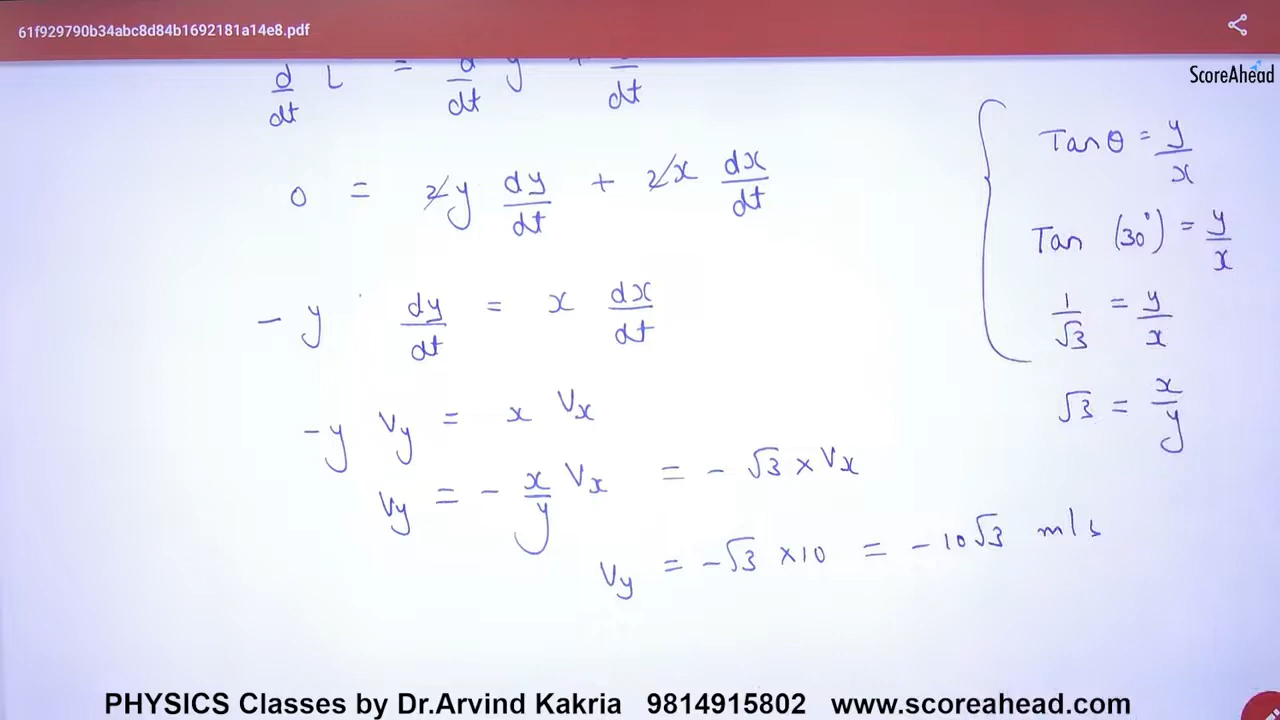 61f929790b34abc8d84b1692181a14e8.pdf
ScoreAhead
d/dt L = d/dt y + /dt
0 = 2y dy/dt + 2x dx/dt
- y dy/dt = x dx/dt
-y Vy = x Vx
Vy = - x/y Vx = - √3 × Vx
Vy = -√3 ×10 = -10√3 m/s
Tan θ = y/x
Tan (30°) = y/x
1/√3 = y/x
√3 = x/y
PHYSICS Classes by Dr.Arvind Kakria 9814915802 www.scoreahead.com